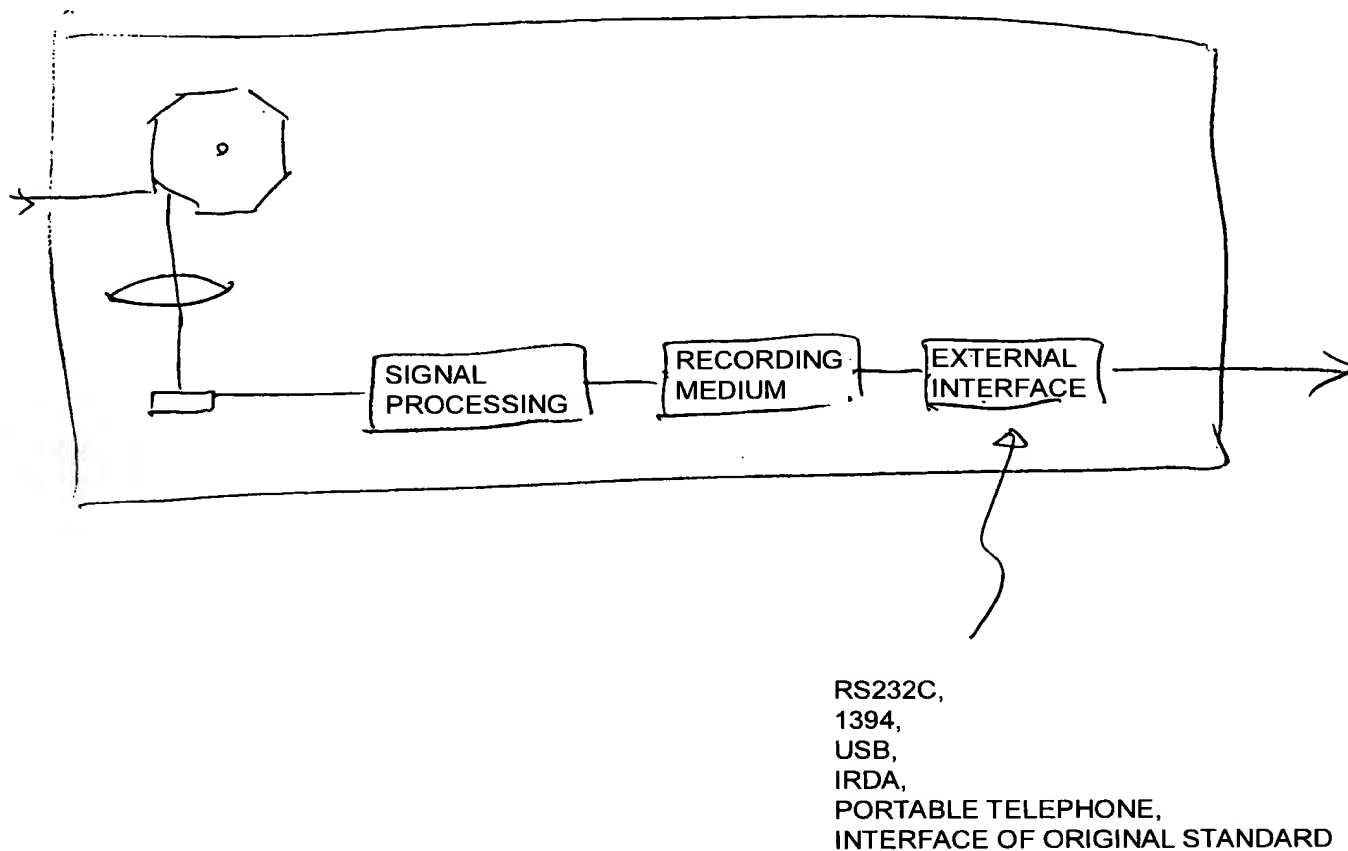 SIGNAL
PROCESSING
RECORDING
MEDIUM
EXTERNAL
INTERFACE
RS232C,
1394,
USB,
IRDA,
PORTABLE TELEPHONE,
INTERFACE OF ORIGINAL STANDARD